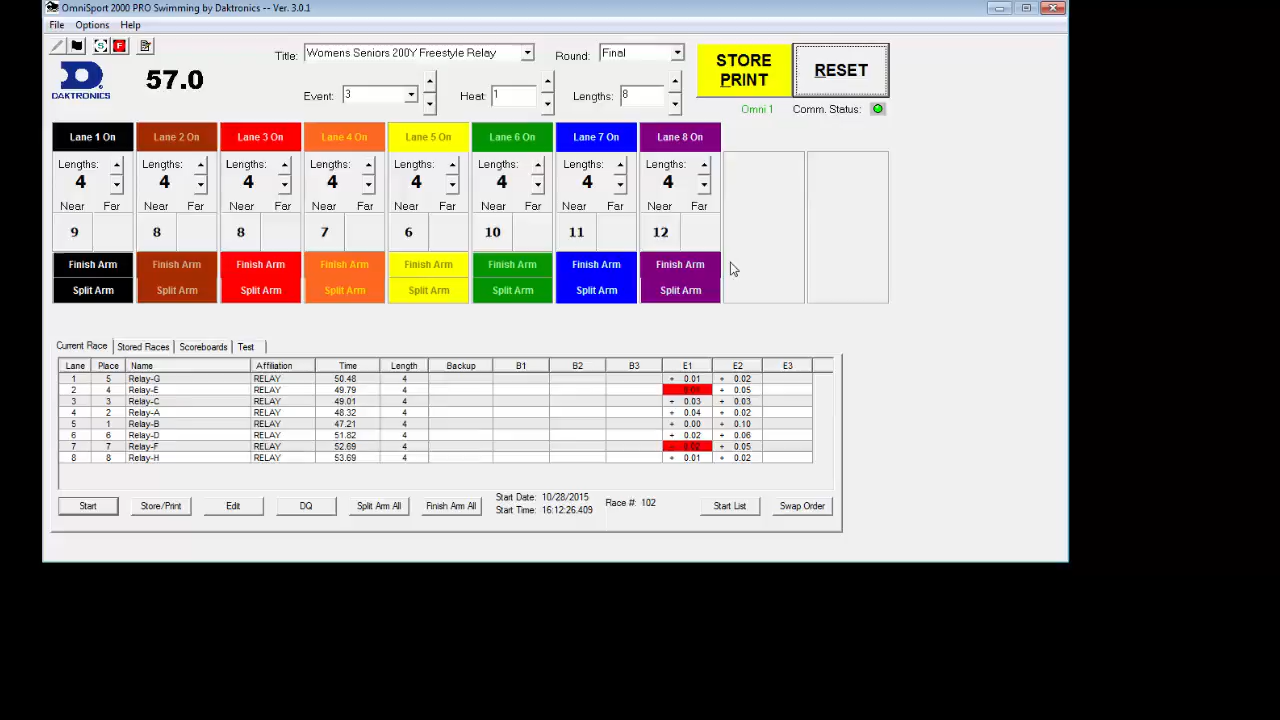 OmniSport 2000 PRO Swimming by Daktronics -- Ver. 3.0.1
File Options Help
S F
DAKTRONICS
57.0
Title: Womens Seniors 200Y Freestyle Relay Round: Final
Event: 3 Heat: 1 Lengths: 8
STORE
PRINT
RESET
Omni 1 Comm. Status:
Lane 1 On Lane 2 On Lane 3 On Lane 4 On Lane 5 On Lane 6 On Lane 7 On Lane 8 On
Lengths: Lengths: Lengths: Lengths: Lengths: Lengths: Lengths: Lengths:
4 4 4 4 4 4 4 4
Near Far Near Far Near Far Near Far Near Far Near Far Near Far Near Far
9 8 8 7 6 10 11 12
Finish Arm Finish Arm Finish Arm Finish Arm Finish Arm Finish Arm Finish Arm Finish Arm
Split Arm Split Arm Split Arm Split Arm Split Arm Split Arm Split Arm Split Arm
Current Race Stored Races Scoreboards Test
Lane Place Name Affiliation Time Length Backup B1 B2 B3 E1 E2 E3
1 5 Relay-G RELAY 50.48 4 + 0.01 + 0.02
2 4 Relay-E RELAY 49.79 4 + 0.05
3 3 Relay-C RELAY 49.01 4 + 0.03 + 0.03
4 2 Relay-A RELAY 48.32 4 + 0.04 + 0.02
5 1 Relay-B RELAY 47.21 4 + 0.00 + 0.10
6 6 Relay-D RELAY 51.82 4 + 0.02 + 0.06
7 7 Relay-F RELAY 52.69 4 + 0.05
8 8 Relay-H RELAY 53.69 4 + 0.01 + 0.02
Start Store/Print Edit DQ Split Arm All Finish Arm All
Start Date: 10/28/2015
Start Time: 16:12:26.409
Race #: 102
Start List Swap Order